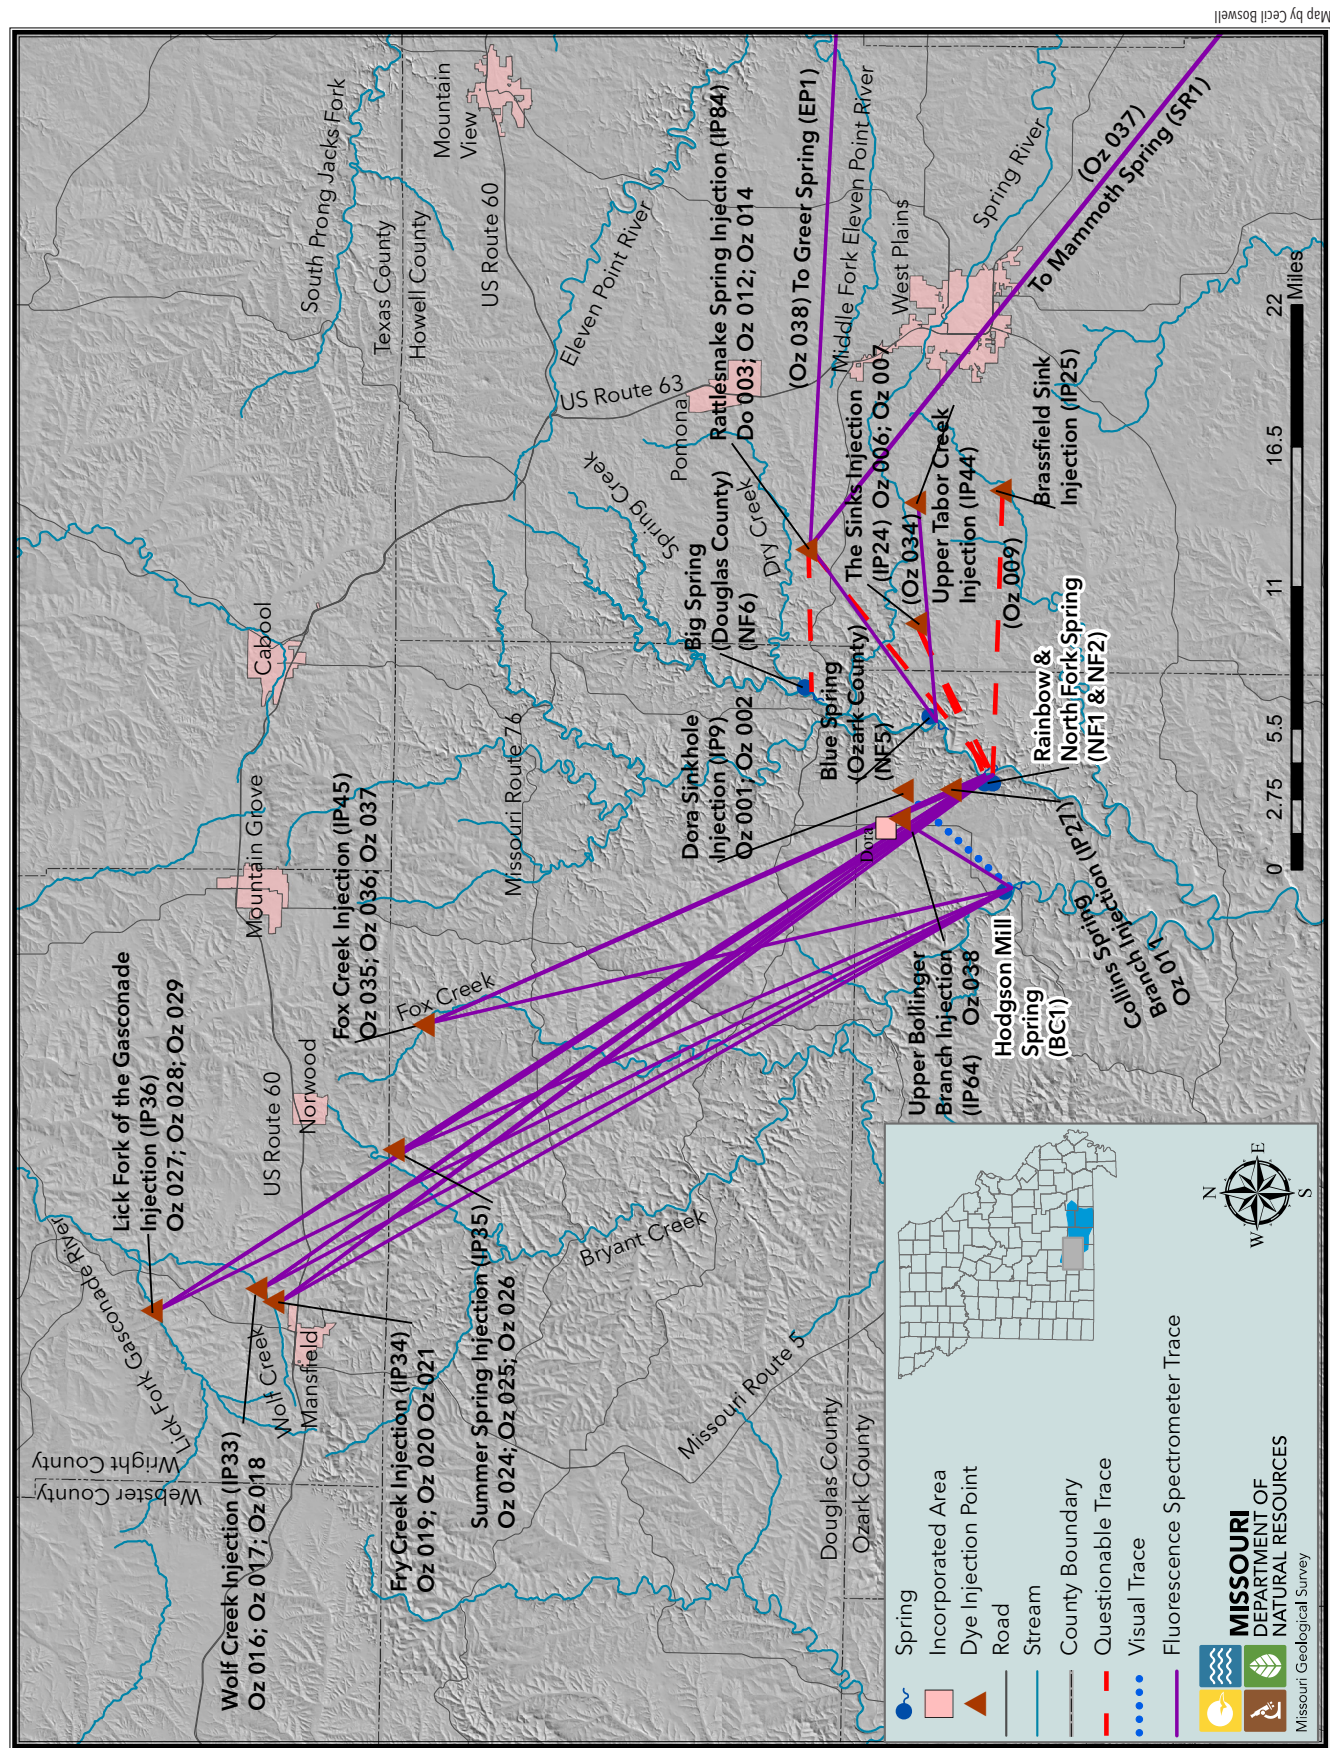 Map by Cecil Boswell
South Prong Jacks Fork
Mountain
View
Texas County
Howell County
US Route 60
Eleven Point River
US Route 63
Pomona
Rattlesnake Spring Injection (IP84)
Do 003; Oz 012; Oz 014
(Oz 038) To Greer Spring (EP1)
Middle Fork Eleven Point River
West Plains
Spring River
(Oz 037)
To Mammoth Spring (SR1)
Cabool
Spring Creek
Dry Creek
Big Spring
(Douglas County)
(NF6)
The Sinks Injection
(IP24) Oz 006; Oz 007
(Oz 034)
Upper Tabor Creek
Injection (IP44)
Brassfield Sink
Injection (IP25)
(Oz 009)
Blue Spring
(Ozark County)
(NF5)
Rainbow &
North Fork Spring
(NF1 & NF2)
Mountain Grove
Missouri Route 76
Dora Sinkhole
Injection (IP9)
Oz 001; Oz 002
Dora
Fox Creek Injection (IP45)
Oz 035; Oz 036; Oz 037
Fox Creek
Collins Spring
Branch Injection (IP27)
Oz 011
Upper Bollinger
Branch Injection
(IP64) Oz 038
Hodgson Mill
Spring
(BC1)
Lick Fork of the Gasconade
Injection (IP36)
Oz 027; Oz 028; Oz 029
US Route 60
Norwood
Lick Fork Gasconade River
Wolf Creek
Mansfield
Bryant Creek
Summer Spring Injection (IP35)
Oz 024; Oz 025; Oz 026
Fry Creek Injection (IP34)
Oz 019; Oz 020 Oz 021
Wolf Creek Injection (IP33)
Oz 016; Oz 017; Oz 018
Wright County
Webster County
Missouri Route 5
Douglas County
Ozark County
0 2.75 5.5 11 16.5 22
Miles
Spring
Incorporated Area
Dye Injection Point
Road
Stream
County Boundary
Questionable Trace
Visual Trace
Fluorescence Spectrometer Trace
N
W E
S
MISSOURI
DEPARTMENT OF
NATURAL RESOURCES
Missouri Geological Survey